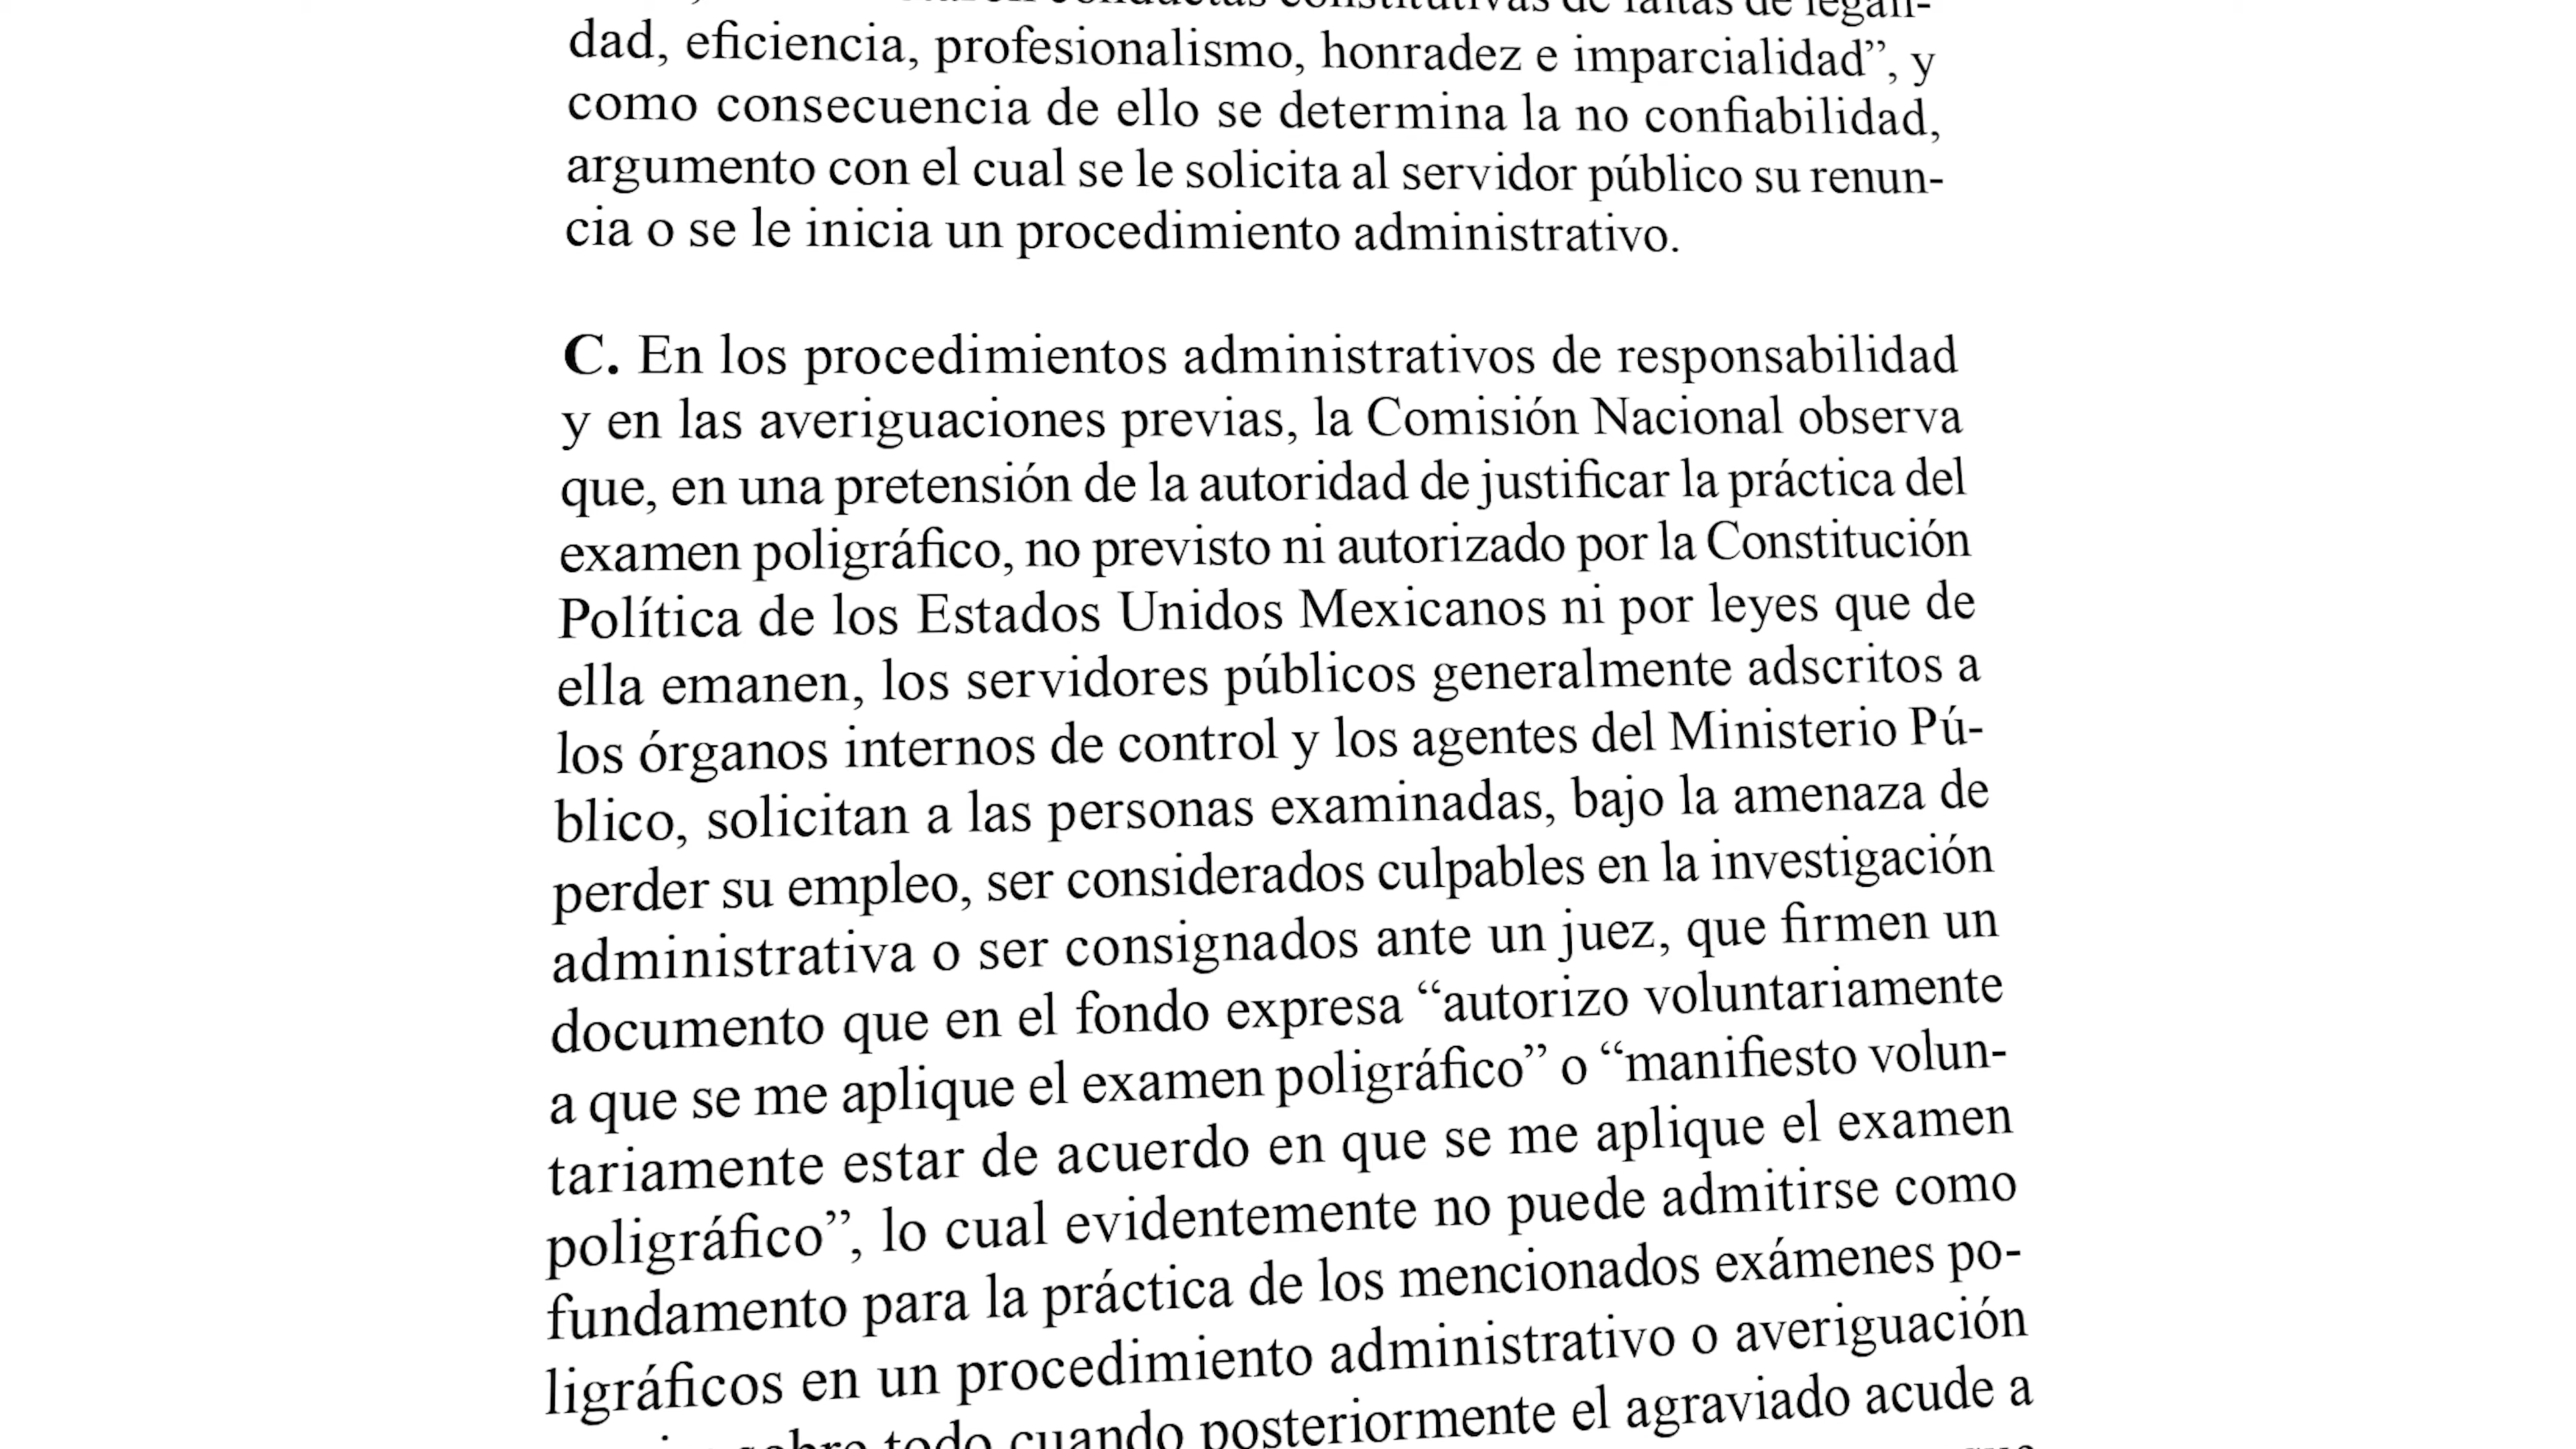 conductas constitutivas de faltas de legali-
dad, eficiencia, profesionalismo, honradez e imparcialidad”, y
como consecuencia de ello se determina la no confiabilidad,
argumento con el cual se le solicita al servidor público su renun-
cia o se le inicia un procedimiento administrativo.
C. En los procedimientos administrativos de responsabilidad
y en las averiguaciones previas, la Comisión Nacional observa
que, en una pretensión de la autoridad de justificar la práctica del
examen poligráfico, no previsto ni autorizado por la Constitución
Política de los Estados Unidos Mexicanos ni por leyes que de
ella emanen, los servidores públicos generalmente adscritos a
los órganos internos de control y los agentes del Ministerio Pú-
blico, solicitan a las personas examinadas, bajo la amenaza de
perder su empleo, ser considerados culpables en la investigación
administrativa o ser consignados ante un juez, que firmen un
documento que en el fondo expresa “autorizo voluntariamente
a que se me aplique el examen poligráfico” o “manifiesto volun-
tariamente estar de acuerdo en que se me aplique el examen
poligráfico”, lo cual evidentemente no puede admitirse como
fundamento para la práctica de los mencionados exámenes po-
ligráficos en un procedimiento administrativo o averiguación
sobre todo cuando posteriormente el agraviado acude a